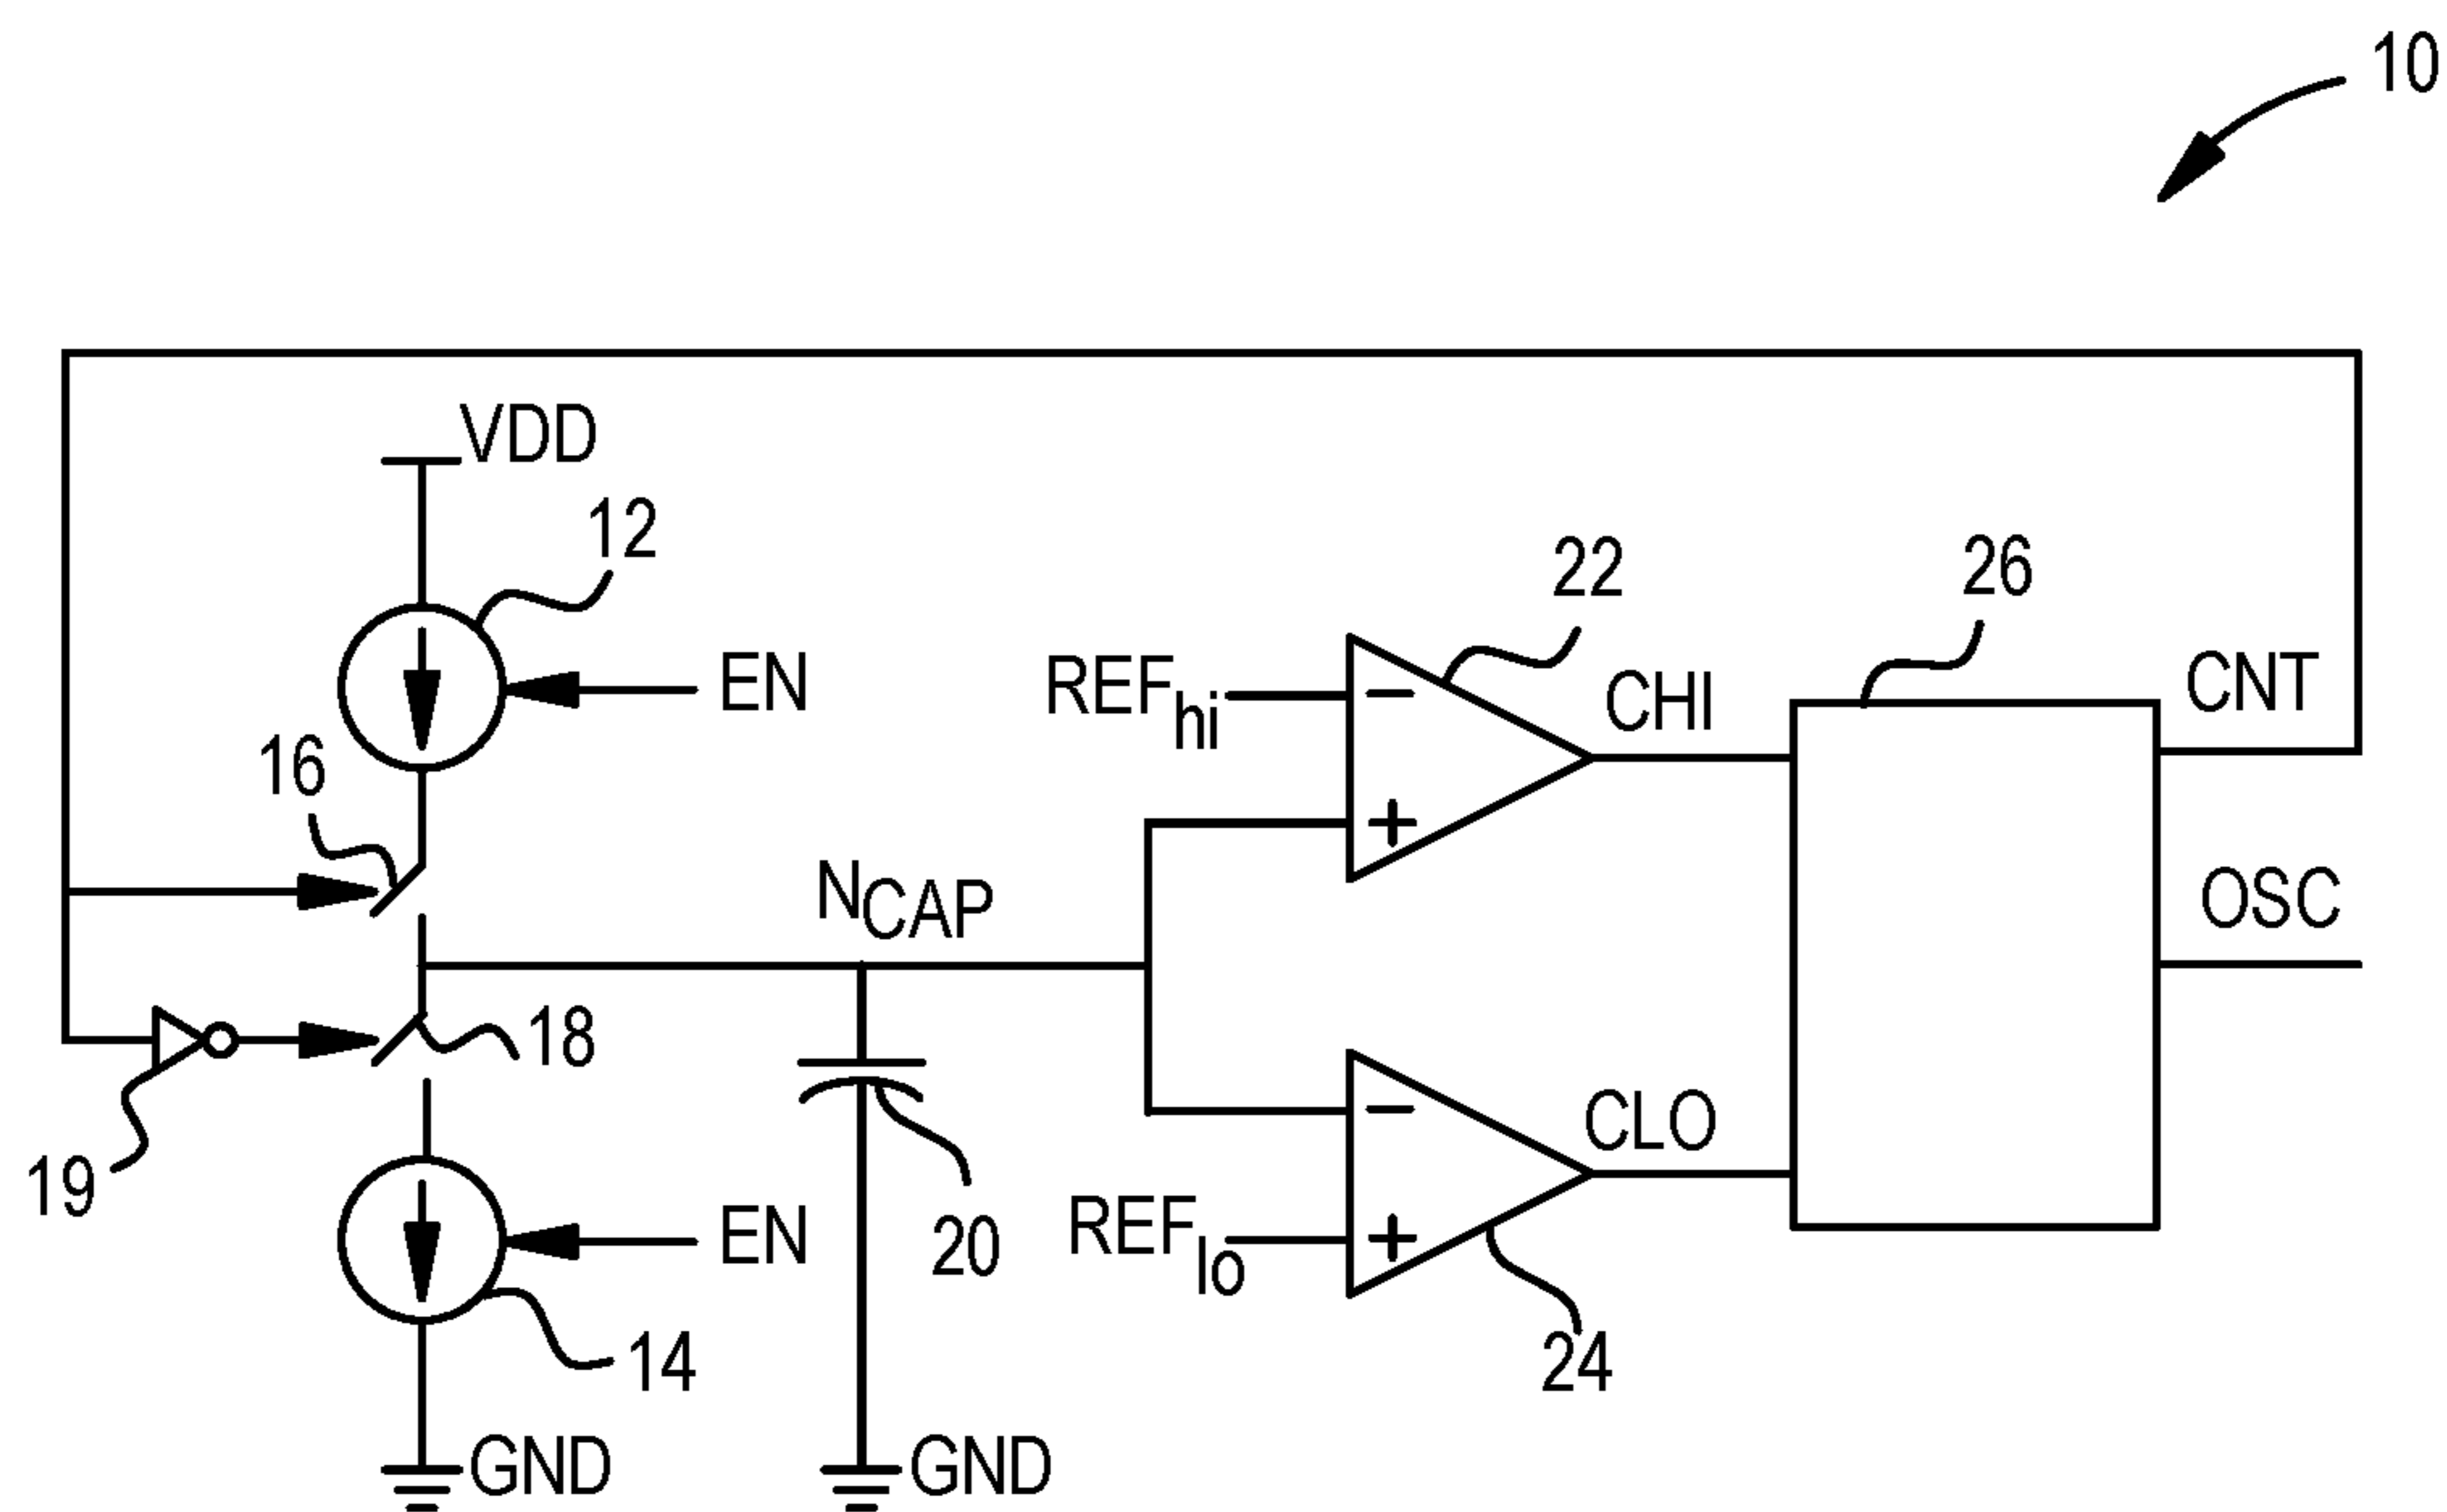 10
VDD
12
EN
16
REFhi
22
CHI
26
CNT
OSC
NCAP
18
19
20
REFlo
CLO
24
EN
14
GND
GND